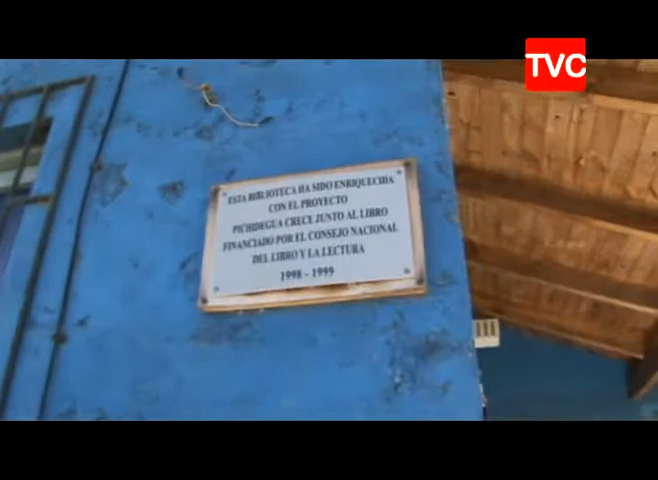 TVC
ESTA BIBLIOTECA HA SIDO ENRIQUECIDA
CON EL PROYECTO
PICHIDEGUA CRECE JUNTO AL LIBRO
FINANCIADO POR EL CONSEJO NACIONAL
DEL LIBRO Y LA LECTURA
1998 - 1999